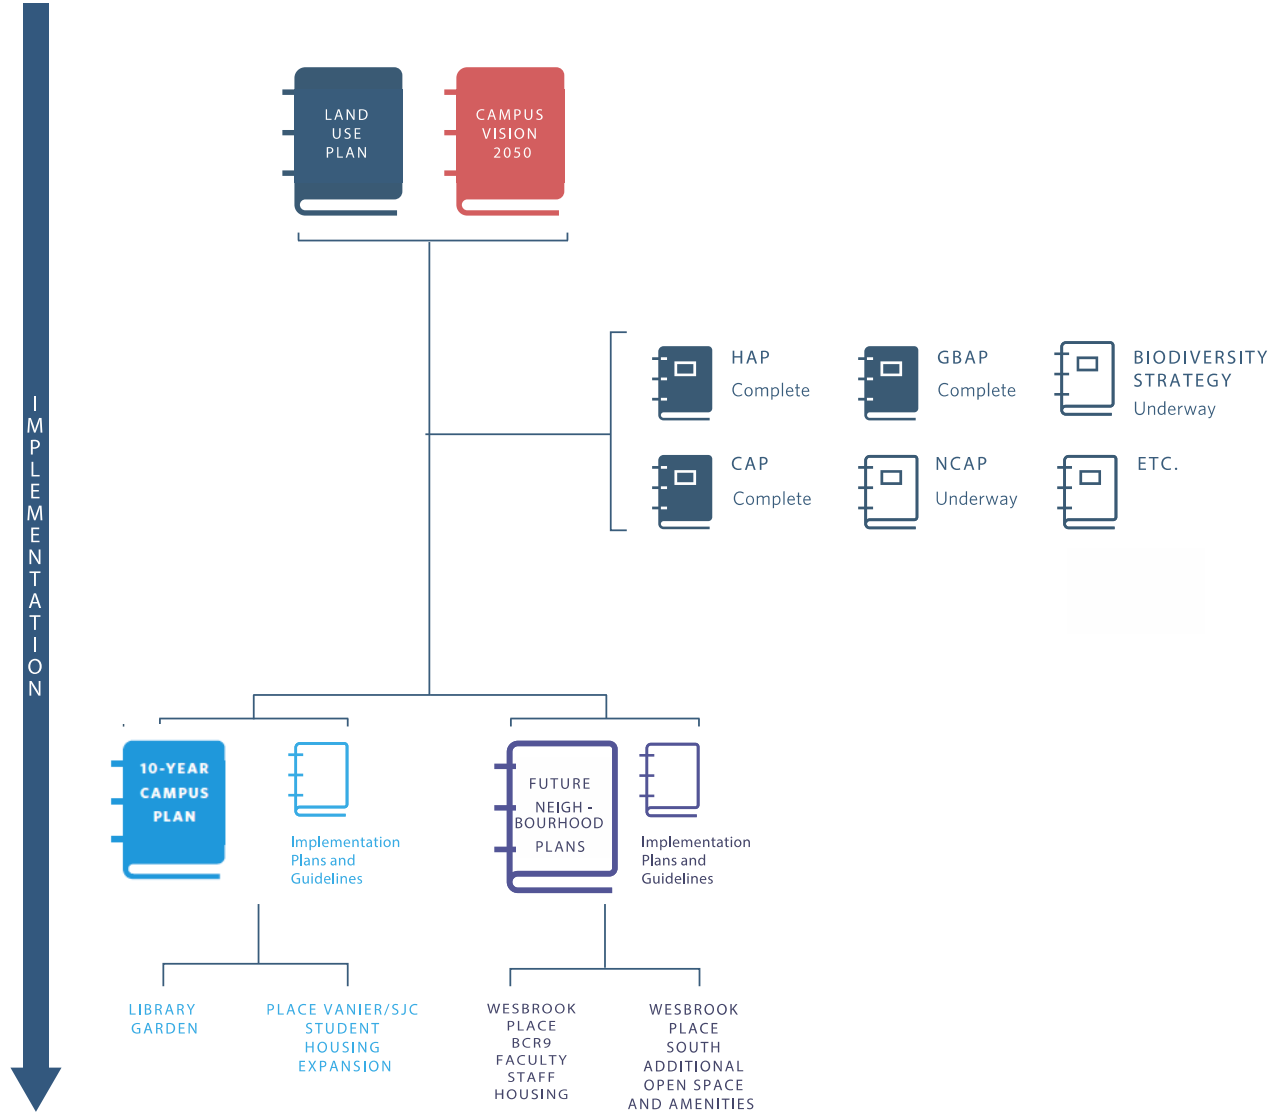 IMPLEMENTATION
LAND
USE
PLAN
CAMPUS
VISION
2050
HAP
Complete
GBAP
Complete
BIODIVERSITY
STRATEGY
Underway
CAP
Complete
NCAP
Underway
ETC.
10-YEAR
CAMPUS
PLAN
Implementation
Plans and
Guidelines
FUTURE
NEIGH -
BOURHOOD
PLANS
Implementation
Plans and
Guidelines
LIBRARY
GARDEN
PLACE VANIER/SJC
STUDENT
HOUSING
EXPANSION
WESBROOK
PLACE
BCR9
FACULTY
STAFF
HOUSING
WESBROOK
PLACE
SOUTH
ADDITIONAL
OPEN SPACE
AND AMENITIES